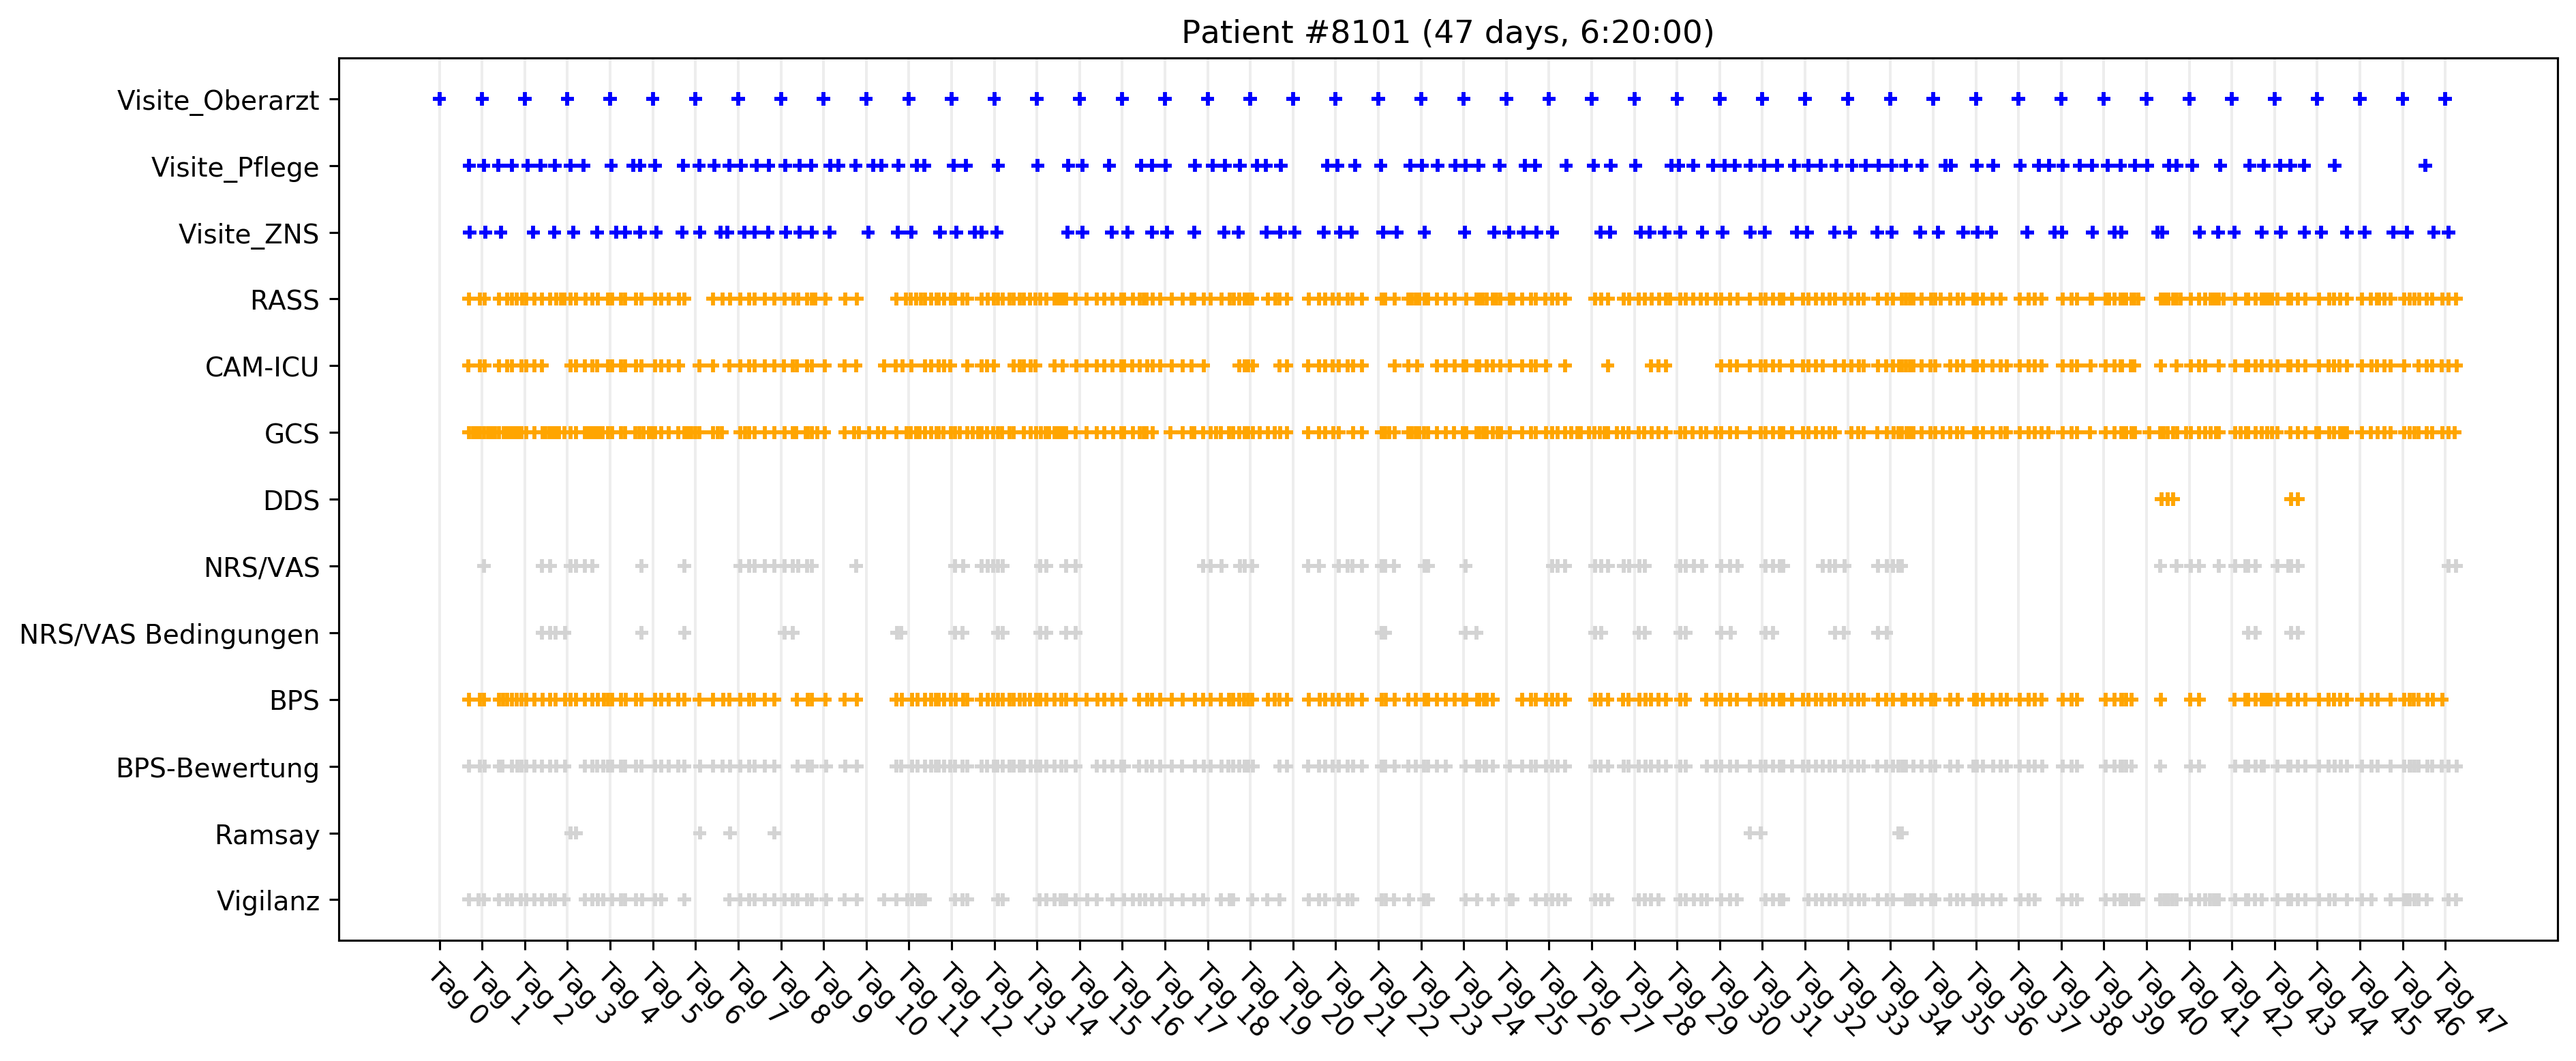 Patient #8101 (47 days, 6:20:00)
Visite_Oberarzt
Visite_Pflege
Visite_ZNS
RASS
CAM-ICU
GCS
DDS
NRS/VAS
NRS/VAS Bedingungen
BPS
BPS-Bewertung
Ramsay
Vigilanz
Tag 0
Tag 1
Tag 2
Tag 3
Tag 4
Tag 5
Tag 6
Tag 7
Tag 8
Tag 9
Tag 10
Tag 11
Tag 12
Tag 13
Tag 14
Tag 15
Tag 16
Tag 17
Tag 18
Tag 19
Tag 20
Tag 21
Tag 22
Tag 23
Tag 24
Tag 25
Tag 26
Tag 27
Tag 28
Tag 29
Tag 30
Tag 31
Tag 32
Tag 33
Tag 34
Tag 35
Tag 36
Tag 37
Tag 38
Tag 39
Tag 40
Tag 41
Tag 42
Tag 43
Tag 44
Tag 45
Tag 46
Tag 47